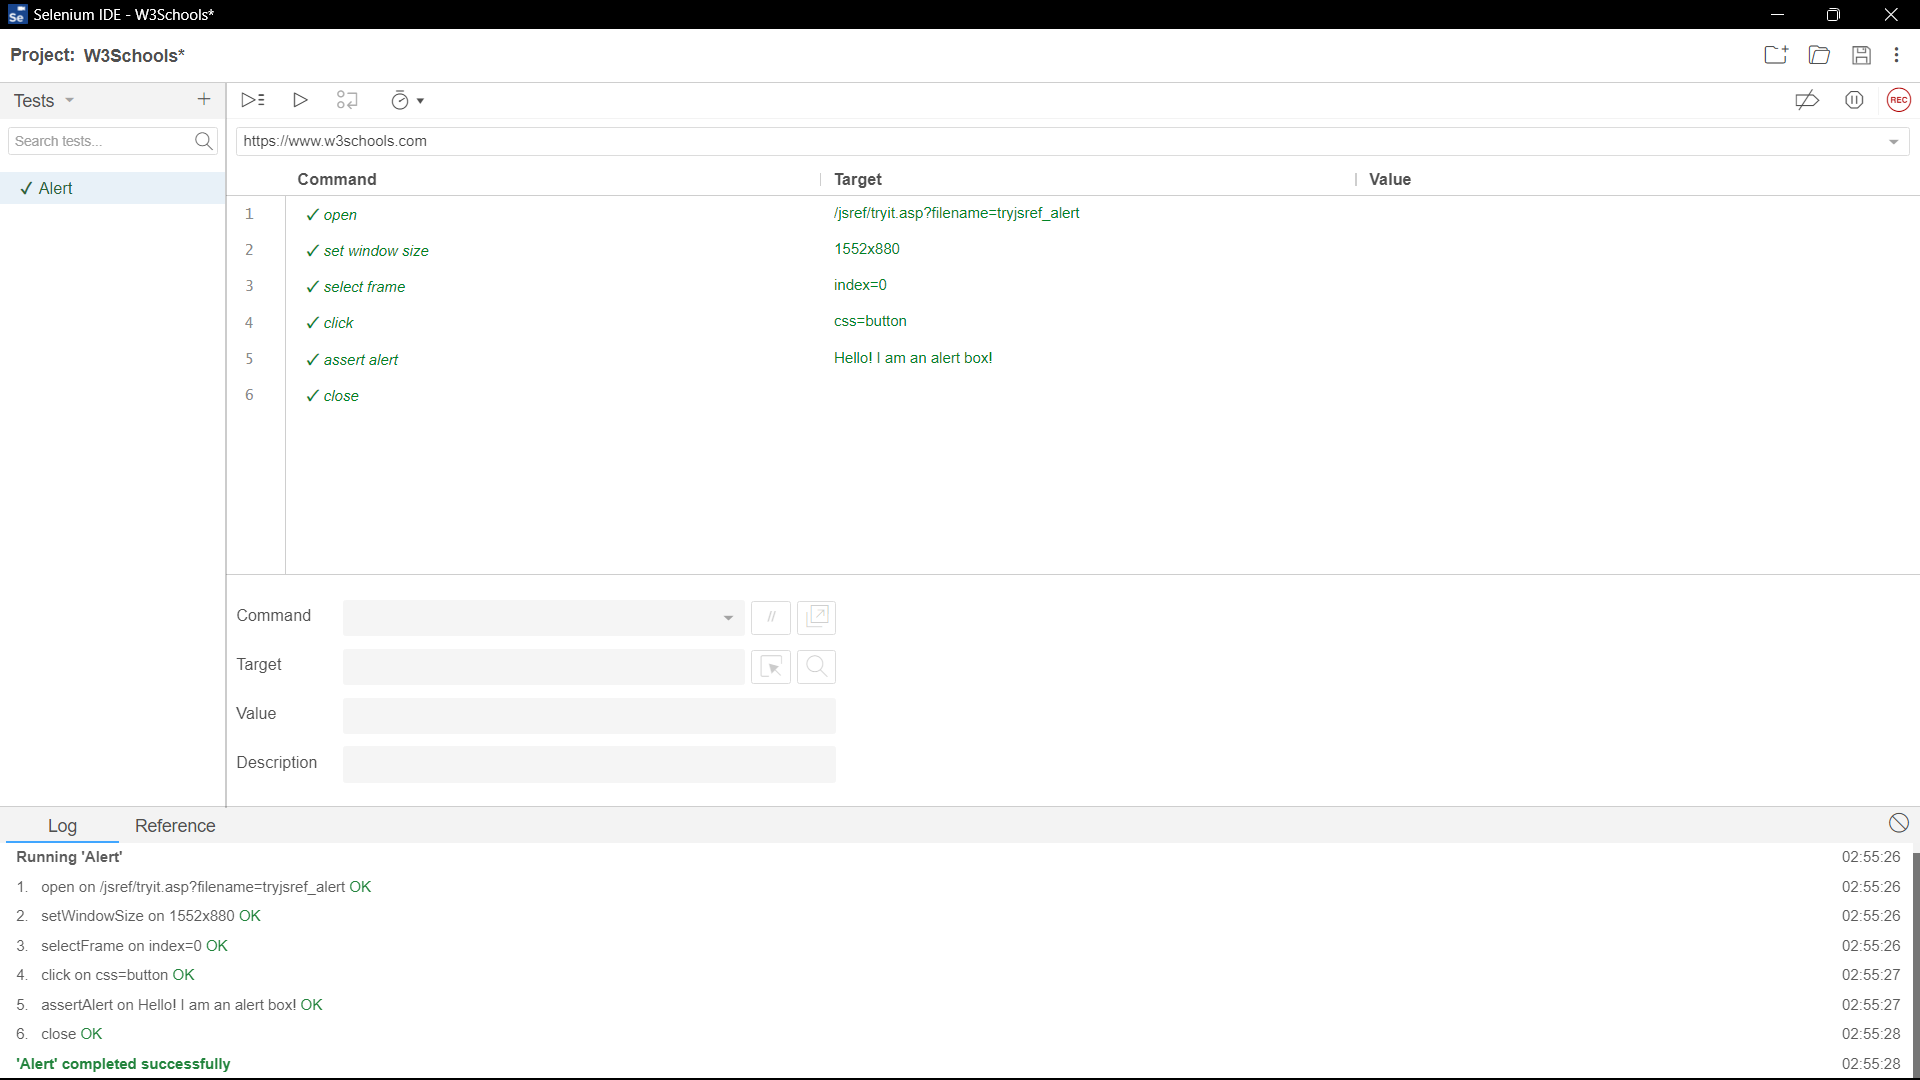 Se Selenium IDE - W3Schools*
Project: W3Schools*
Tests
REC
Search tests...
https://www.w3schools.com
Command Target Value
✓ Alert
1 ✓ open /jsref/tryit.asp?filename=tryjsref_alert
2 ✓ set window size 1552x880
3 ✓ select frame index=0
4 ✓ click css=button
5 ✓ assert alert Hello! I am an alert box!
6 ✓ close
Command //
Target
Value
Description
Log Reference
Running 'Alert' 02:55:26
1. open on /jsref/tryit.asp?filename=tryjsref_alert OK 02:55:26
2. setWindowSize on 1552x880 OK 02:55:26
3. selectFrame on index=0 OK 02:55:26
4. click on css=button OK 02:55:27
5. assertAlert on Hello! I am an alert box! OK 02:55:27
6. close OK 02:55:28
'Alert' completed successfully 02:55:28